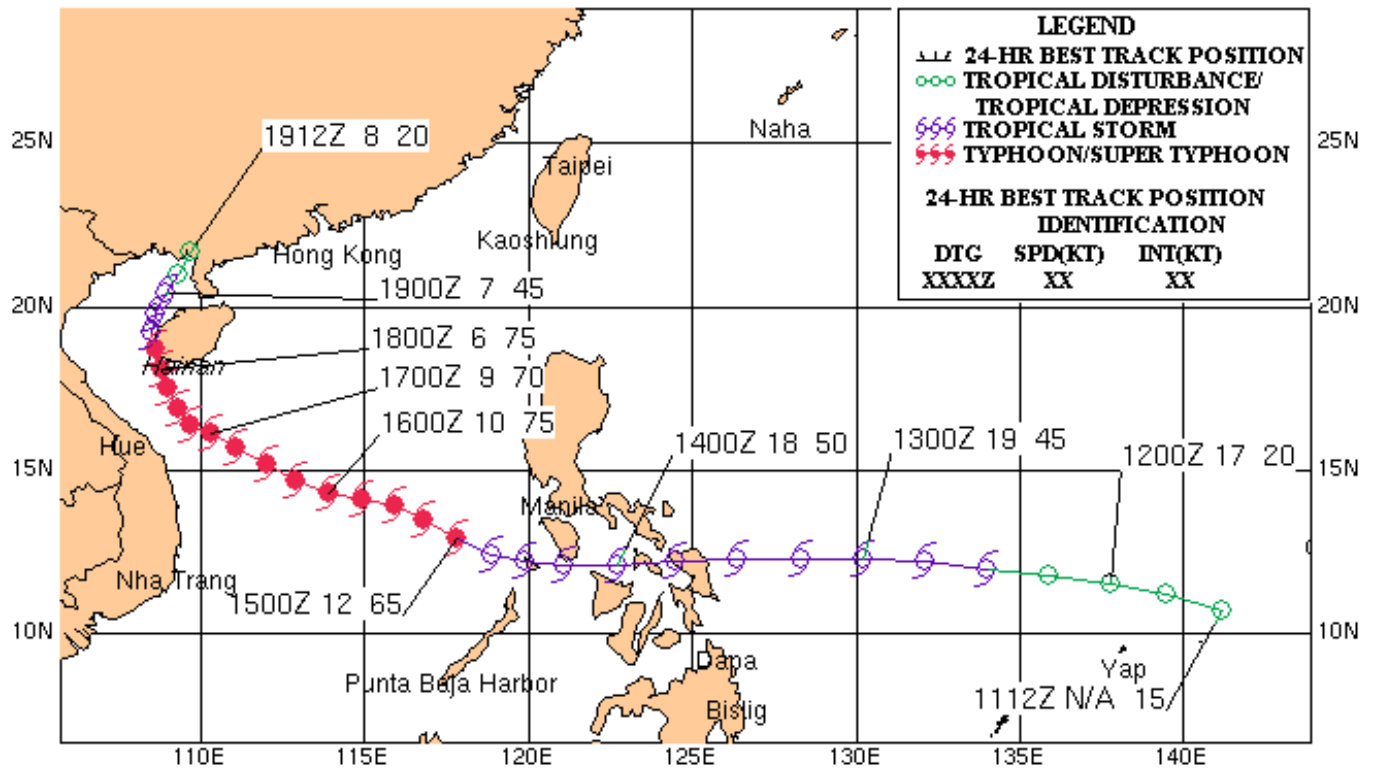 LEGEND
24-HR BEST TRACK POSITION
TROPICAL DISTURBANCE/
TROPICAL DEPRESSION
TROPICAL STORM
TYPHOON/SUPER TYPHOON
24-HR BEST TRACK POSITION
IDENTIFICATION
DTG SPD(KT) INT(KT)
XXXXZ XX XX
Naha
25N
1912Z 8 20
25N
Taipei
Kaoshiung
Hong Kong
1900Z 7 45
20N
20N
1800Z 6 75
Hainan
1700Z 9 70
1600Z 10 75
Hue
1400Z 18 50
1300Z 19 45
1200Z 17 20
15N
15N
Manila
Nha Trang
1500Z 12 65
10N
10N
Dapa
Yap
Punta Baja Harbor
1112Z N/A 15
Bislig
110E 115E 120E 125E 130E 135E 140E